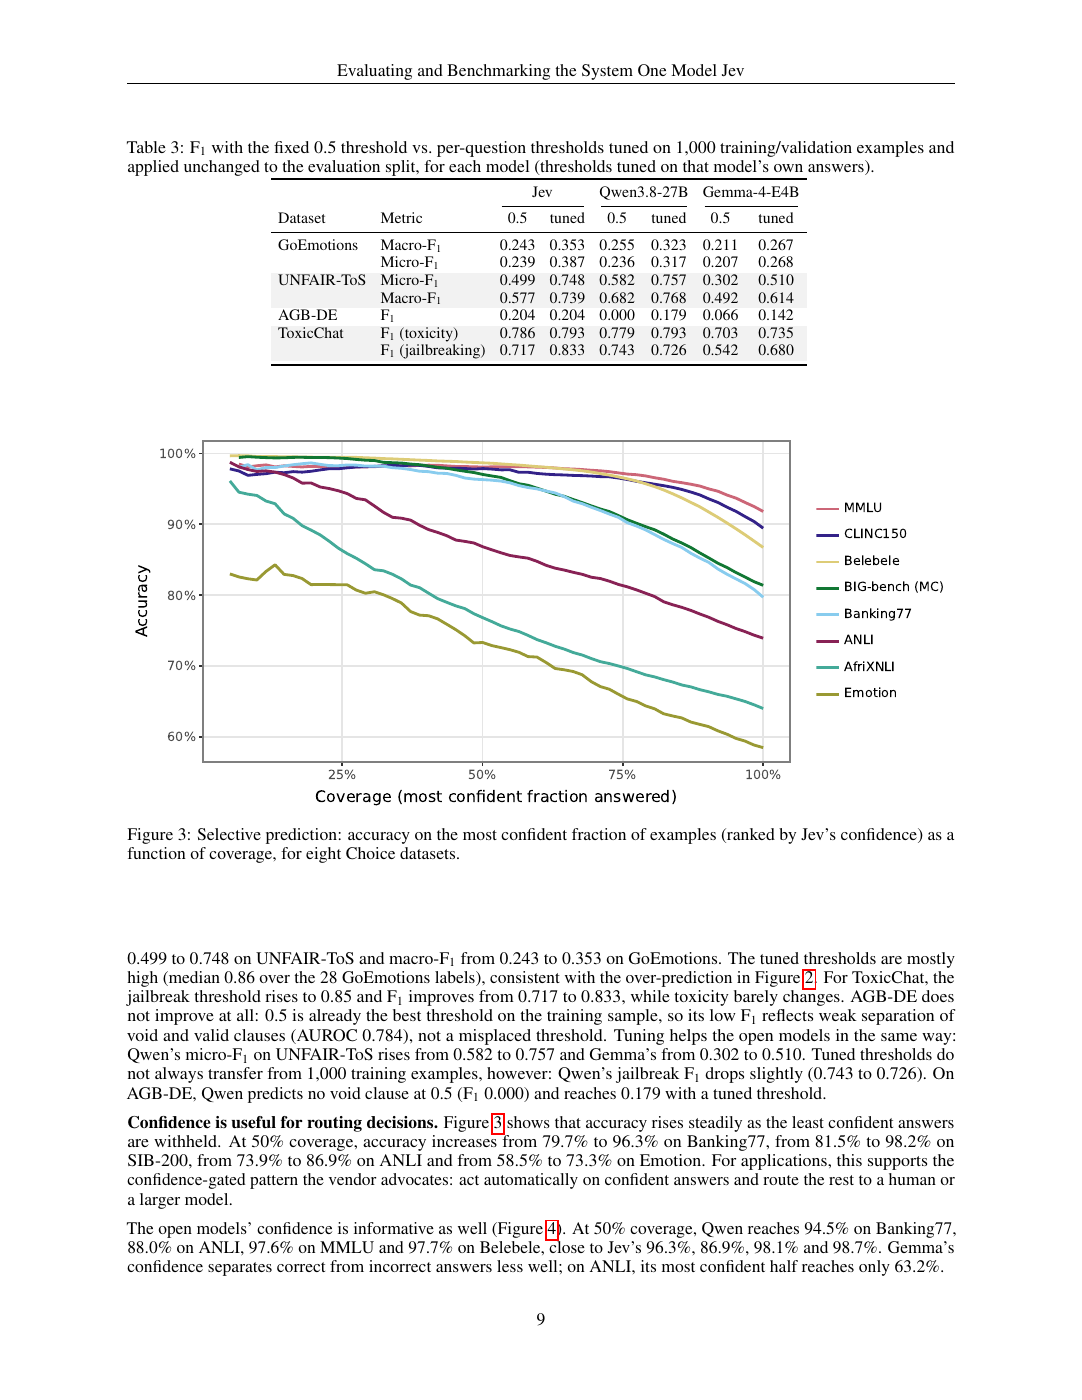 Evaluating and Benchmarking the System One Model Jev
Table 3: F1 with the fixed 0.5 threshold vs. per-question thresholds tuned on 1,000 training/validation examples and
applied unchanged to the evaluation split, for each model (thresholds tuned on that model's own answers).
Jev Qwen3.8-27B Gemma-4-E4B
Dataset Metric 0.5 tuned 0.5 tuned 0.5 tuned
GoEmotions Macro-F1 0.243 0.353 0.255 0.323 0.211 0.267
Micro-F1 0.239 0.387 0.236 0.317 0.207 0.268
UNFAIR-ToS Micro-F1 0.499 0.748 0.582 0.757 0.302 0.510
Macro-F1 0.577 0.739 0.682 0.768 0.492 0.614
AGB-DE F1 0.204 0.204 0.000 0.179 0.066 0.142
ToxicChat F1 (toxicity) 0.786 0.793 0.779 0.793 0.703 0.735
F1 (jailbreaking) 0.717 0.833 0.743 0.726 0.542 0.680
100%
90%
80%
70%
60%
Accuracy
25% 50% 75% 100%
Coverage (most confident fraction answered)
MMLU
CLINC150
Belebele
BIG-bench (MC)
Banking77
ANLI
AfriXNLI
Emotion
Figure 3: Selective prediction: accuracy on the most confident fraction of examples (ranked by Jev's confidence) as a
function of coverage, for eight Choice datasets.
0.499 to 0.748 on UNFAIR-ToS and macro-F1 from 0.243 to 0.353 on GoEmotions. The tuned thresholds are mostly
high (median 0.86 over the 28 GoEmotions labels), consistent with the over-prediction in Figure 2. For ToxicChat, the
jailbreak threshold rises to 0.85 and F1 improves from 0.717 to 0.833, while toxicity barely changes. AGB-DE does
not improve at all: 0.5 is already the best threshold on the training sample, so its low F1 reflects weak separation of
void and valid clauses (AUROC 0.784), not a misplaced threshold. Tuning helps the open models in the same way:
Qwen's micro-F1 on UNFAIR-ToS rises from 0.582 to 0.757 and Gemma's from 0.302 to 0.510. Tuned thresholds do
not always transfer from 1,000 training examples, however: Qwen's jailbreak F1 drops slightly (0.743 to 0.726). On
AGB-DE, Qwen predicts no void clause at 0.5 (F1 0.000) and reaches 0.179 with a tuned threshold.
Confidence is useful for routing decisions. Figure 3 shows that accuracy rises steadily as the least confident answers
are withheld. At 50% coverage, accuracy increases from 79.7% to 96.3% on Banking77, from 81.5% to 98.2% on
SIB-200, from 73.9% to 86.9% on ANLI and from 58.5% to 73.3% on Emotion. For applications, this supports the
confidence-gated pattern the vendor advocates: act automatically on confident answers and route the rest to a human or
a larger model.
The open models' confidence is informative as well (Figure 4). At 50% coverage, Qwen reaches 94.5% on Banking77,
88.0% on ANLI, 97.6% on MMLU and 97.7% on Belebele, close to Jev's 96.3%, 86.9%, 98.1% and 98.7%. Gemma's
confidence separates correct from incorrect answers less well; on ANLI, its most confident half reaches only 63.2%.
9